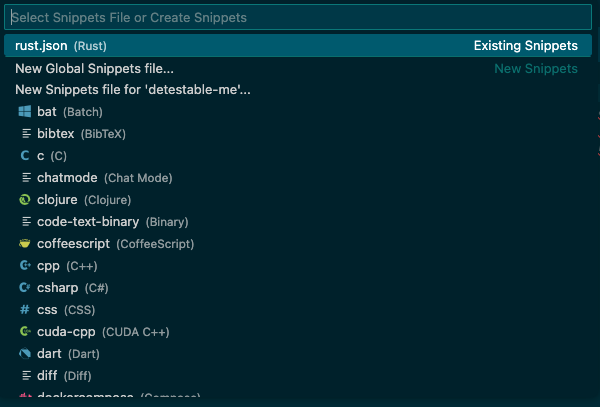 Select Snippets File or Create Snippets
rust.json (Rust) Existing Snippets
New Global Snippets file... New Snippets
New Snippets file for 'detestable-me'...
bat (Batch)
bibtex (BibTeX)
c (C)
chatmode (Chat Mode)
clojure (Clojure)
code-text-binary (Binary)
coffeescript (CoffeeScript)
cpp (C++)
csharp (C#)
css (CSS)
cuda-cpp (CUDA C++)
dart (Dart)
diff (Diff)
dockercompose (Compose)